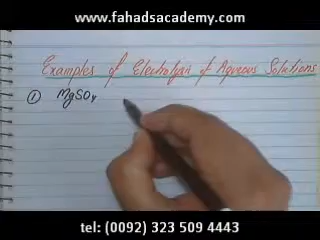 www.fahadsacademy.com
Examples of Electrolysis of Aqueous Solutions
① MgSO₄
tel: (0092) 323 509 4443